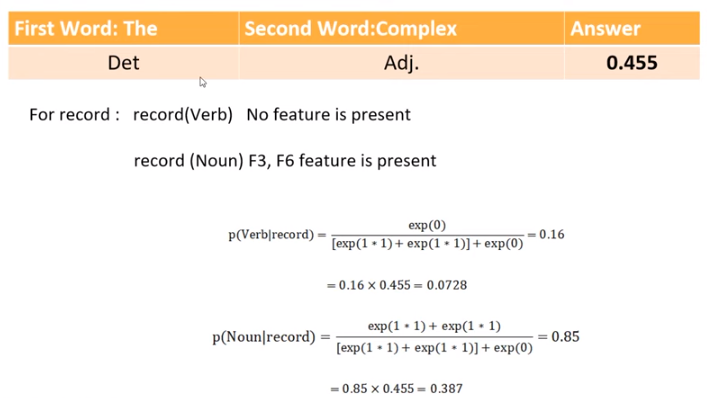 First Word: The Second Word:Complex Answer
Det Adj. 0.455
For record : record(Verb) No feature is present
record (Noun) F3, F6 feature is present
p(Verb|record) = exp(0) / [exp(1 * 1) + exp(1 * 1)] + exp(0) = 0.16
= 0.16 × 0.455 = 0.0728
p(Noun|record) = exp(1 * 1) + exp(1 * 1) / [exp(1 * 1) + exp(1 * 1)] + exp(0) = 0.85
= 0.85 × 0.455 = 0.387